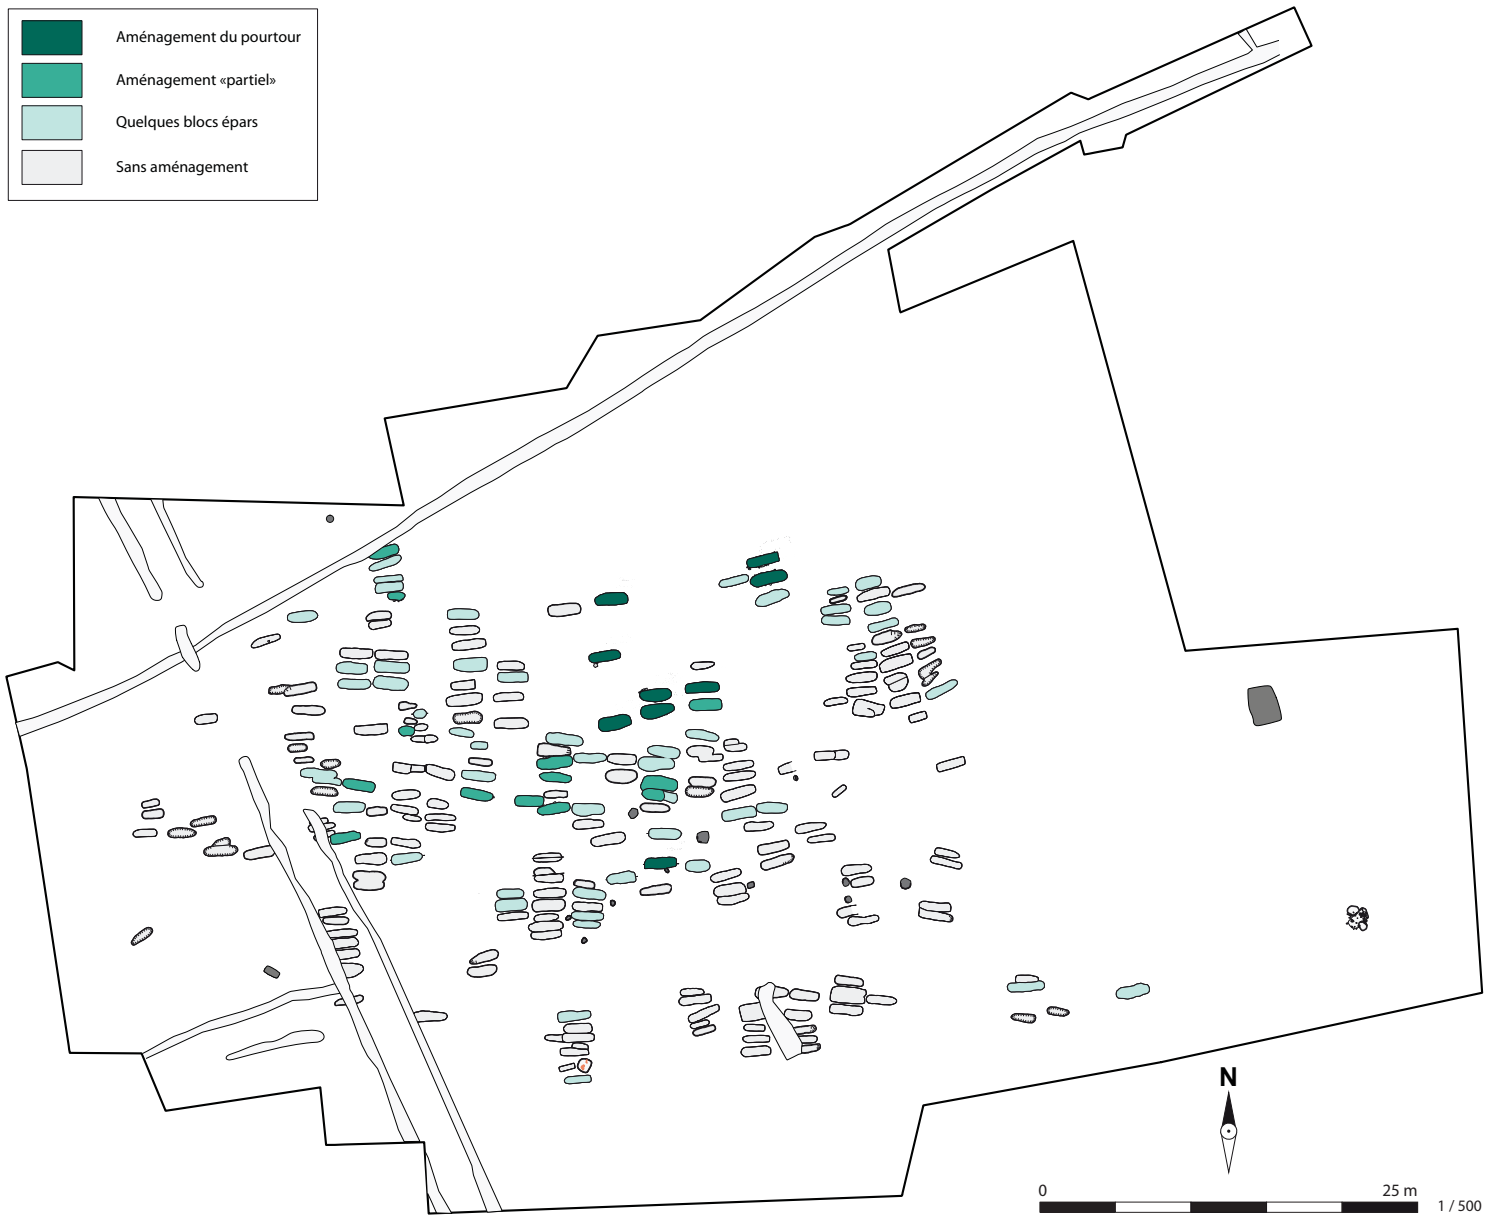 Aménagement du pourtour
Aménagement «partiel»
Quelques blocs épars
Sans aménagement
N
0 25 m
1 / 500